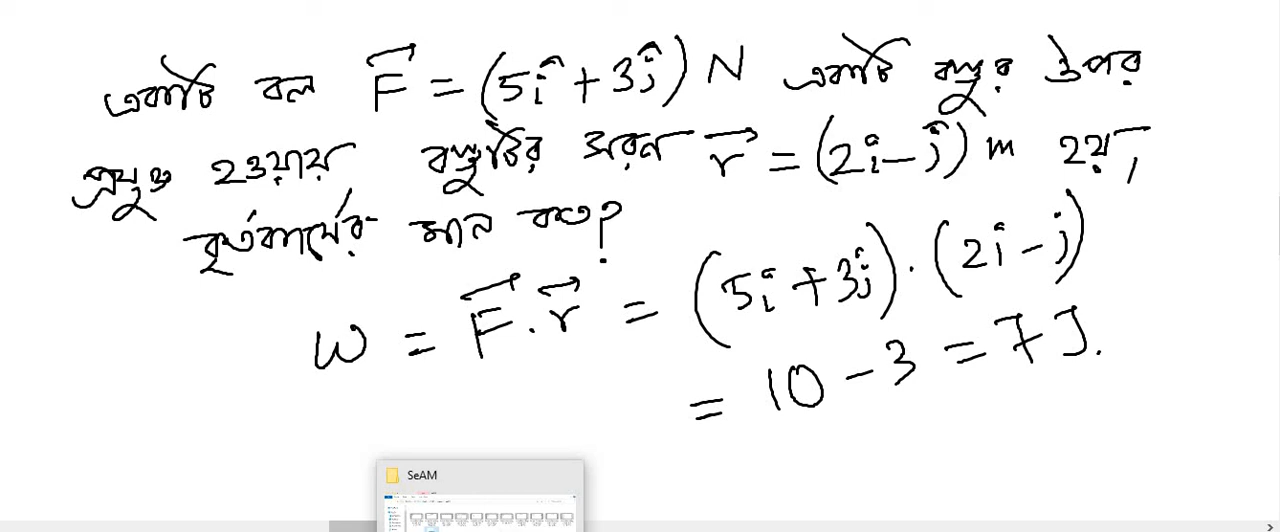 একটি বল F⃗ = (5î + 3ĵ) N একটি বস্তুর উপর
প্রযুক্ত হওয়ায় বস্তুটির সরন r⃗ = (2î - ĵ) m হয়,
কৃতকার্যের মান কত?
W = F⃗ . r⃗ = (5î + 3ĵ) . (2î - j)
= 10 - 3 = 7 J.
SeAM